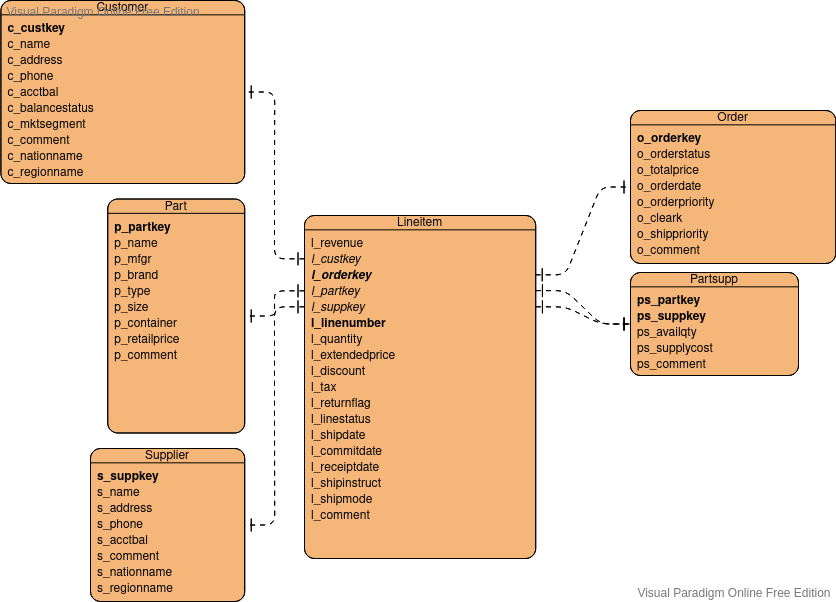 Customer
Visual Paradigm Online Free Edition
c_custkey
c_name
c_address
c_phone
c_acctbal
c_balancestatus
c_mktsegment
c_comment
c_nationname
c_regionname
Part
p_partkey
p_name
p_mfgr
p_brand
p_type
p_size
p_container
p_retailprice
p_comment
Supplier
s_suppkey
s_name
s_address
s_phone
s_acctbal
s_comment
s_nationname
s_regionname
Lineitem
l_revenue
l_custkey
l_orderkey
l_partkey
l_suppkey
l_linenumber
l_quantity
l_extendedprice
l_discount
l_tax
l_returnflag
l_linestatus
l_shipdate
l_commitdate
l_receiptdate
l_shipinstruct
l_shipmode
l_comment
Order
o_orderkey
o_orderstatus
o_totalprice
o_orderdate
o_orderpriority
o_cleark
o_shippriority
o_comment
Partsupp
ps_partkey
ps_suppkey
ps_availqty
ps_supplycost
ps_comment
Visual Paradigm Online Free Edition